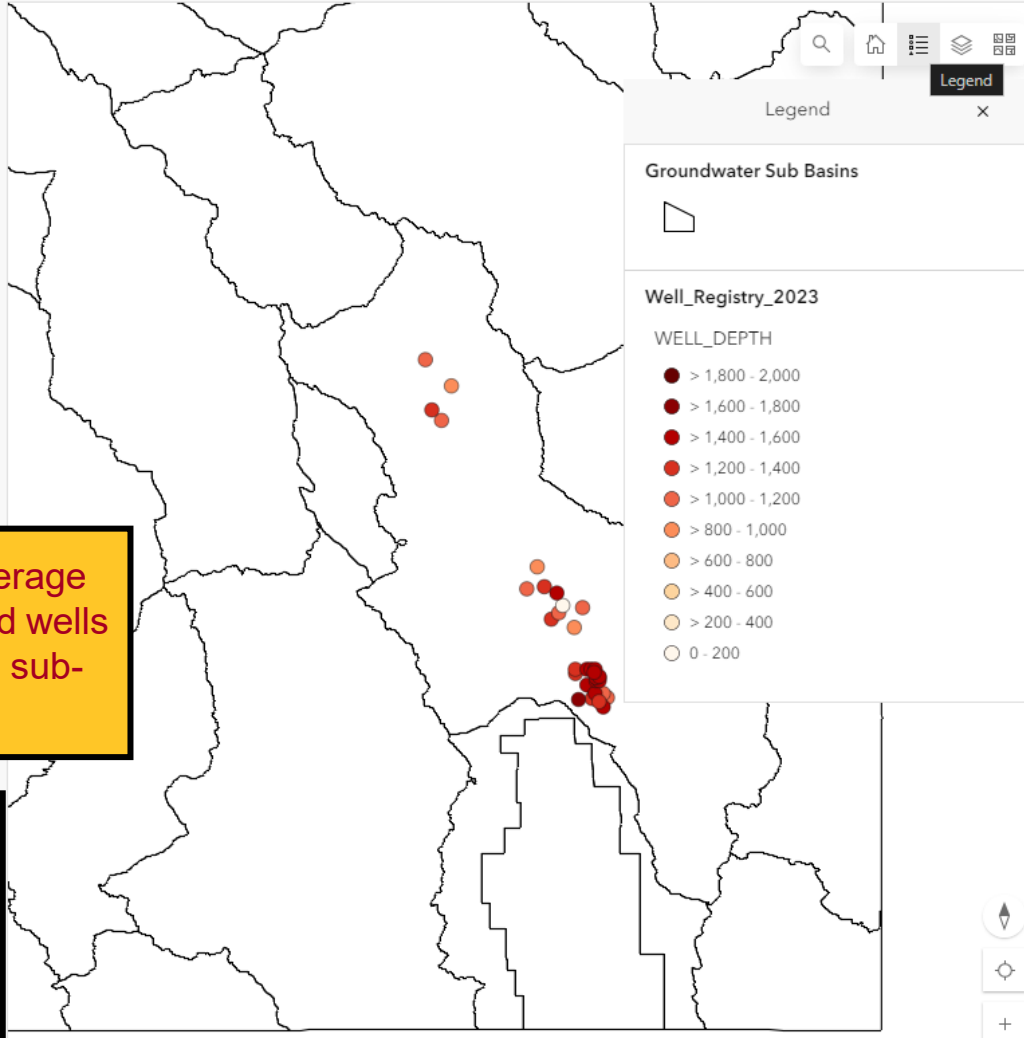 Legend
Legend
Groundwater Sub Basins
Well_Registry_2023
WELL_DEPTH
> 1,800 - 2,000
> 1,600 - 1,800
> 1,400 - 1,600
> 1,200 - 1,400
> 1,000 - 1,200
> 800 - 1,000
> 600 - 800
> 400 - 600
> 200 - 400
0 - 200
wells
sub-